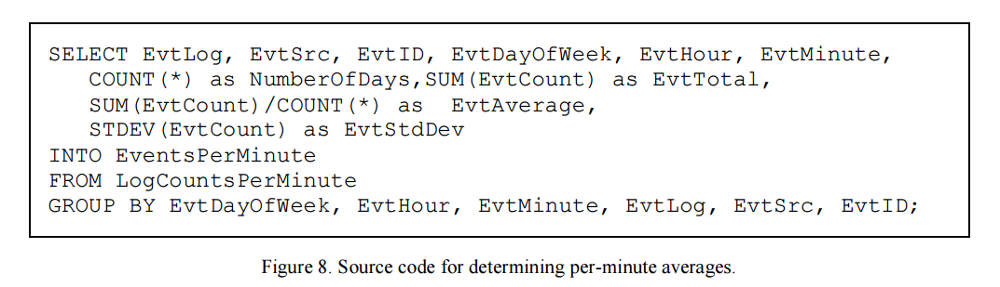 SELECT EvtLog, EvtSrc, EvtID, EvtDayOfWeek, EvtHour, EvtMinute,
COUNT(*) as NumberOfDays,SUM(EvtCount) as EvtTotal,
SUM(EvtCount)/COUNT(*) as  EvtAverage,
STDEV(EvtCount) as EvtStdDev
INTO EventsPerMinute
FROM LogCountsPerMinute
GROUP BY EvtDayOfWeek, EvtHour, EvtMinute, EvtLog, EvtSrc, EvtID;
Figure 8. Source code for determining per-minute averages.